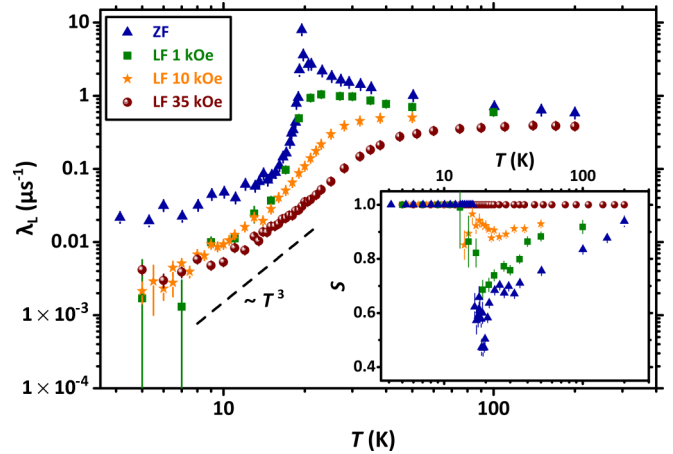 10
1
0.1
0.01
1 × 10⁻³
1 × 10⁻⁴
λL (µs⁻¹)
ZF
LF 1 kOe
LF 10 kOe
LF 35 kOe
~ T³
10
100
T (K)
T (K)
10
100
1.0
0.8
0.6
0.4
S